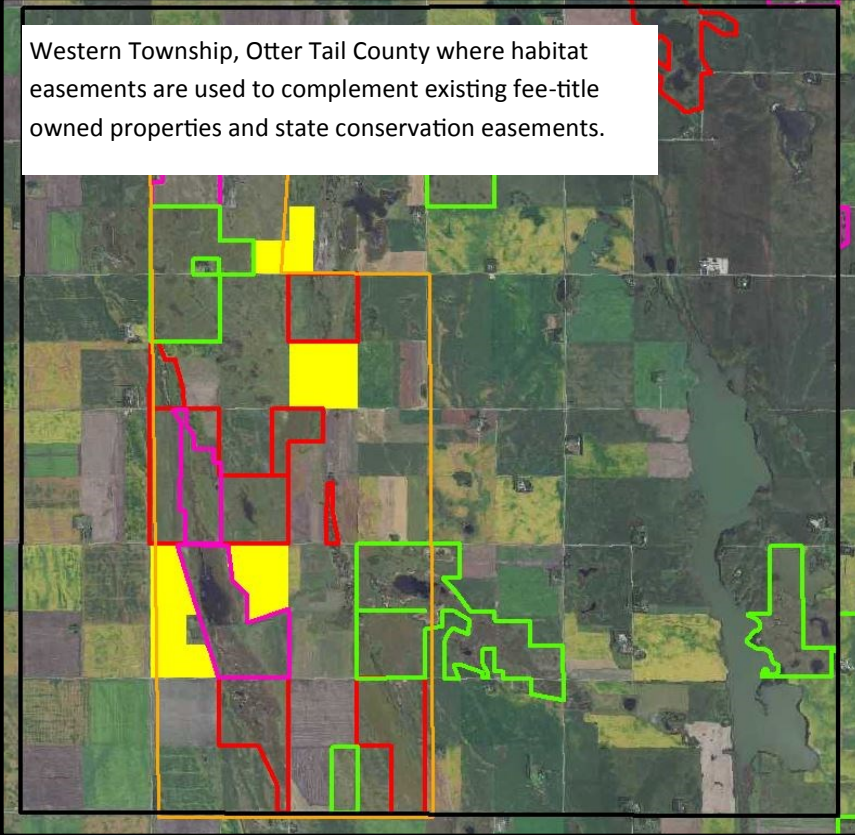 Western Township, Otter Tail County where habitat
easements are used to complement existing fee-title
owned properties and state conservation easements.